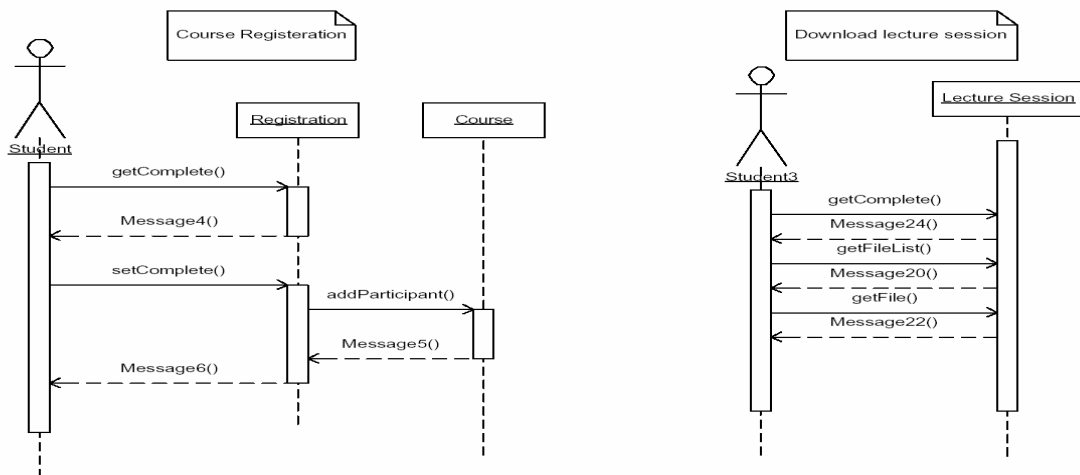 Course Registeration
Student
Registration
Course
getComplete()
Message4()
setComplete()
addParticipant()
Message5()
Message6()
Download lecture session
Student3
Lecture Session
getComplete()
Message24()
getFileList()
Message20()
getFile()
Message22()